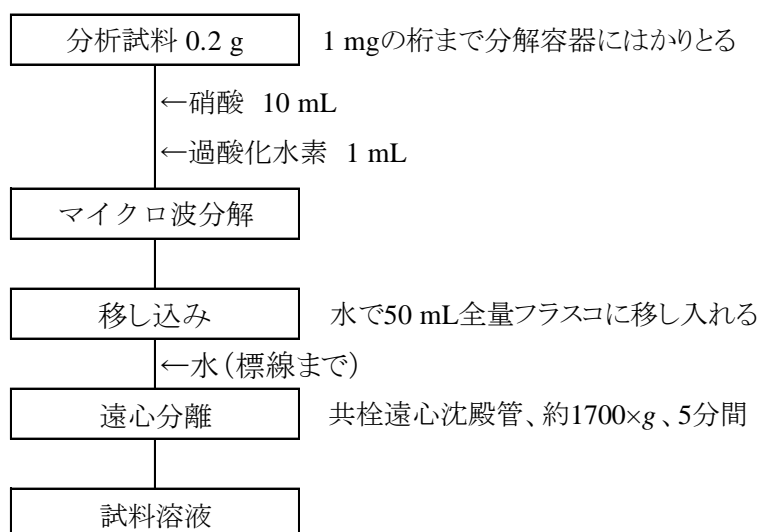 分析試料 0.2 g 1 mgの桁まで分解容器にはかりとる
←硝酸 10 mL
←過酸化水素 1 mL
マイクロ波分解
移し込み 水で50 mL全量フラスコに移し入れる
←水(標線まで)
遠心分離 共栓遠心沈殿管、約1700×g、5分間
試料溶液